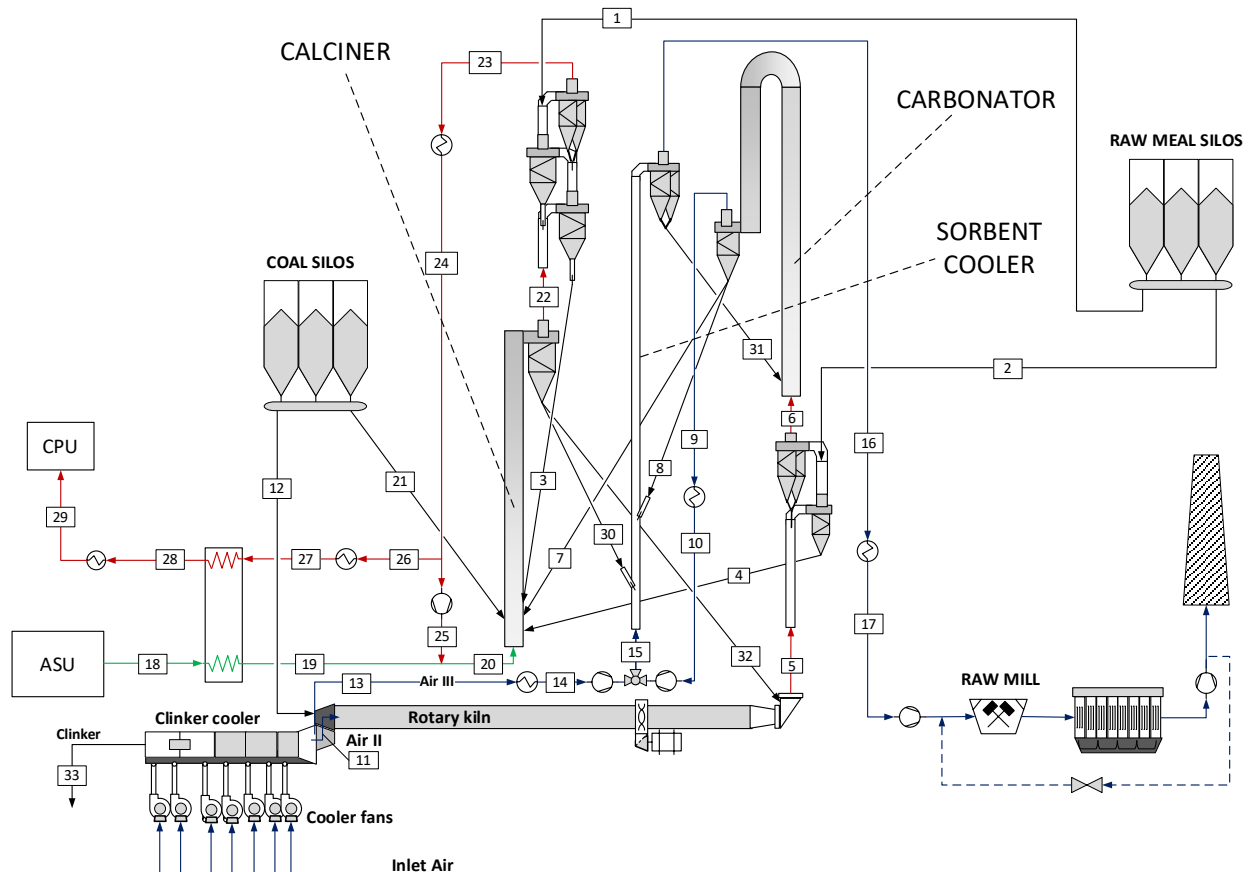 1
23
CALCINER
CARBONATOR
RAW MEAL SILOS
SORBENT
COOLER
24
COAL SILOS
22
31
2
6
9
16
CPU
12
21
3
8
29
28
27
26
7
30
10
4
25
17
ASU
18
19
20
15
32
5
13
Air III
14
RAW MILL
Clinker cooler
Rotary kiln
Clinker
Air II
11
33
Cooler fans
Inlet Air